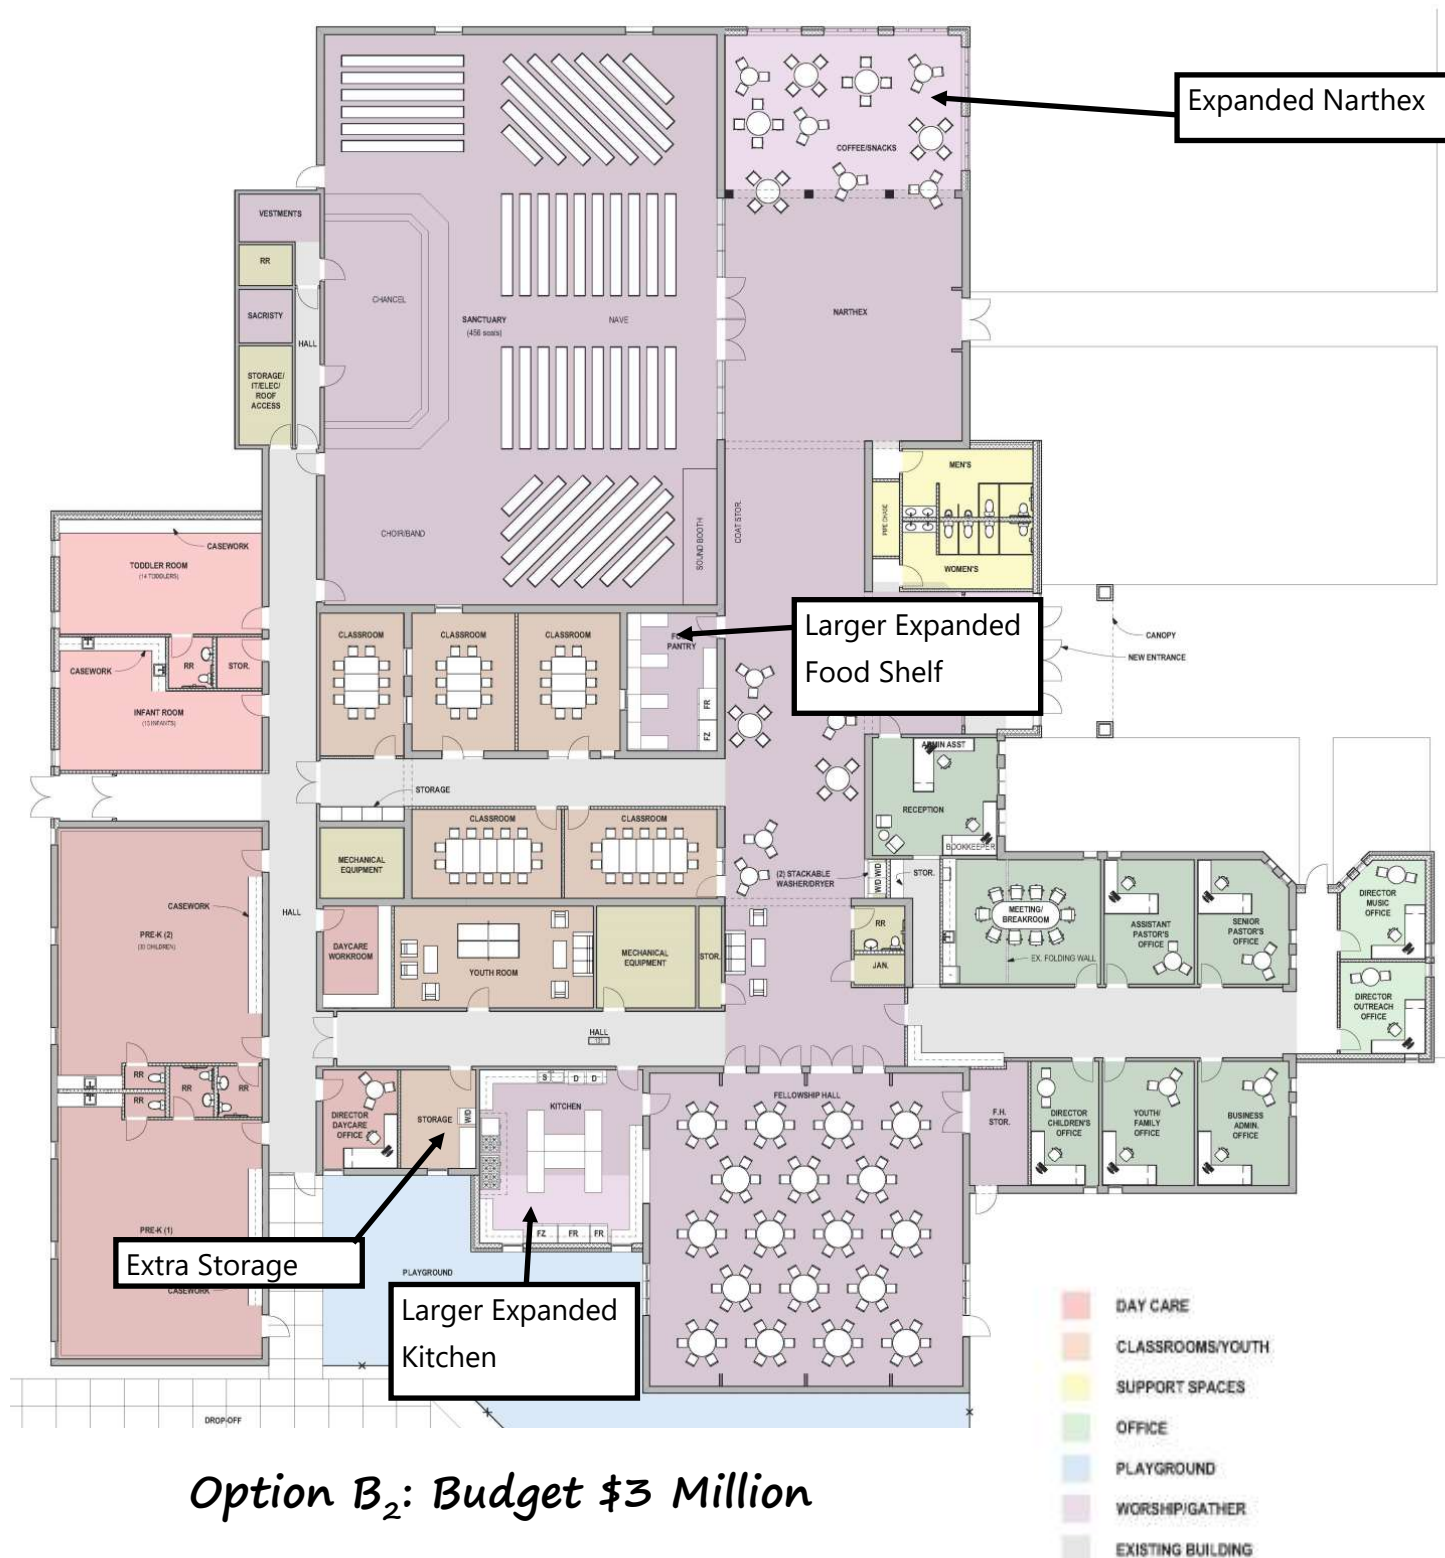 Expanded Narthex
COFFEE/SNACKS
VESTMENTS
RR
SACRISTY
HALL
STORAGE/
IT/ELEC/
ROOF
ACCESS
CHANCEL
SANCTUARY
(456 seats)
NAVE
NARTHEX
CHOIR/BAND
SOUND BOOTH
COAT STOR.
MEN'S
PIPE CHASE
WOMEN'S
CASEWORK
TODDLER ROOM
(14 TODDLERS)
CASEWORK
RR
STOR.
INFANT ROOM
CLASSROOM
CLASSROOM
CLASSROOM
PANTRY
FR
FZ
Larger Expanded
Food Shelf
CANOPY
NEW ENTRANCE
STORAGE
ADMIN ASST
RECEPTION
BOOKKEEPER
CLASSROOM
CLASSROOM
MECHANICAL
EQUIPMENT
(2) STACKABLE
WASHER/DRYER
W/D W/D
STOR.
CASEWORK
HALL
PRE-K (2)
DAYCARE
WORKROOM
YOUTH ROOM
MECHANICAL
EQUIPMENT
STOR.
RR
JAN.
MEETING/
BREAKROOM
EX. FOLDING WALL
ASSISTANT
PASTOR'S
OFFICE
SENIOR
PASTOR'S
OFFICE
DIRECTOR
MUSIC
OFFICE
DIRECTOR
OUTREACH
OFFICE
HALL
RR
RR
RR
RR
DIRECTOR
DAYCARE
OFFICE
STORAGE
W/D
S
D
D
KITCHEN
FELLOWSHIP HALL
F.H.
STOR.
DIRECTOR
CHILDREN'S
OFFICE
YOUTH/
FAMILY
OFFICE
BUSINESS
ADMIN.
OFFICE
PRE-K (1)
FZ
FR
FR
Extra Storage
CASEWORK
PLAYGROUND
Larger Expanded
Kitchen
DROP-OFF
DAY CARE
CLASSROOMS/YOUTH
SUPPORT SPACES
OFFICE
PLAYGROUND
WORSHIP/GATHER
EXISTING BUILDING
Option B₂: Budget $3 Million